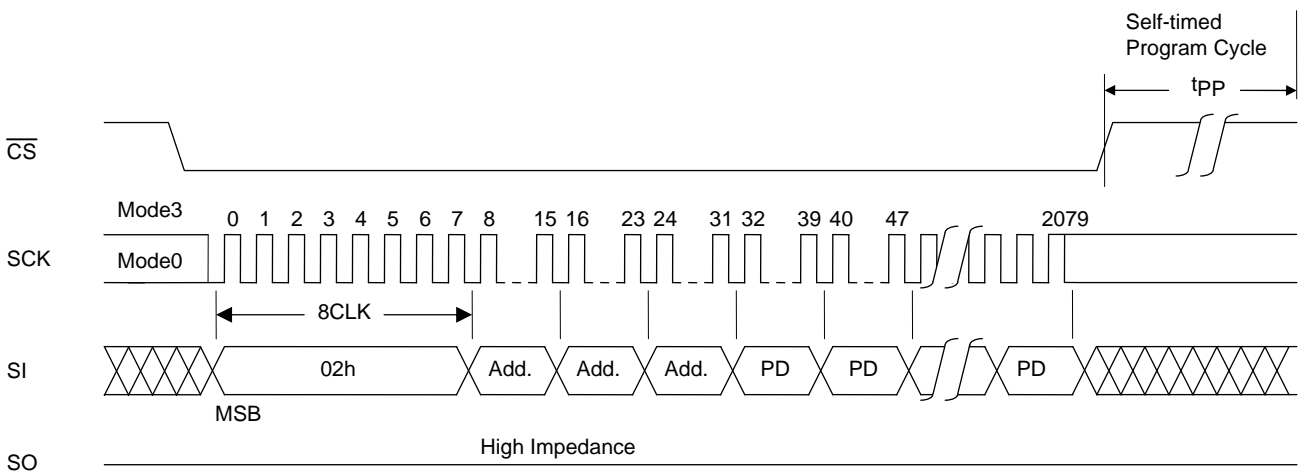 Self-timed
Program Cycle
tPP
CS
Mode3
0 1 2 3 4 5 6 7 8 15 16 23 24 31 32 39 40 47 2079
SCK
Mode0
8CLK
SI
02h Add. Add. Add. PD PD PD
MSB
High Impedance
SO